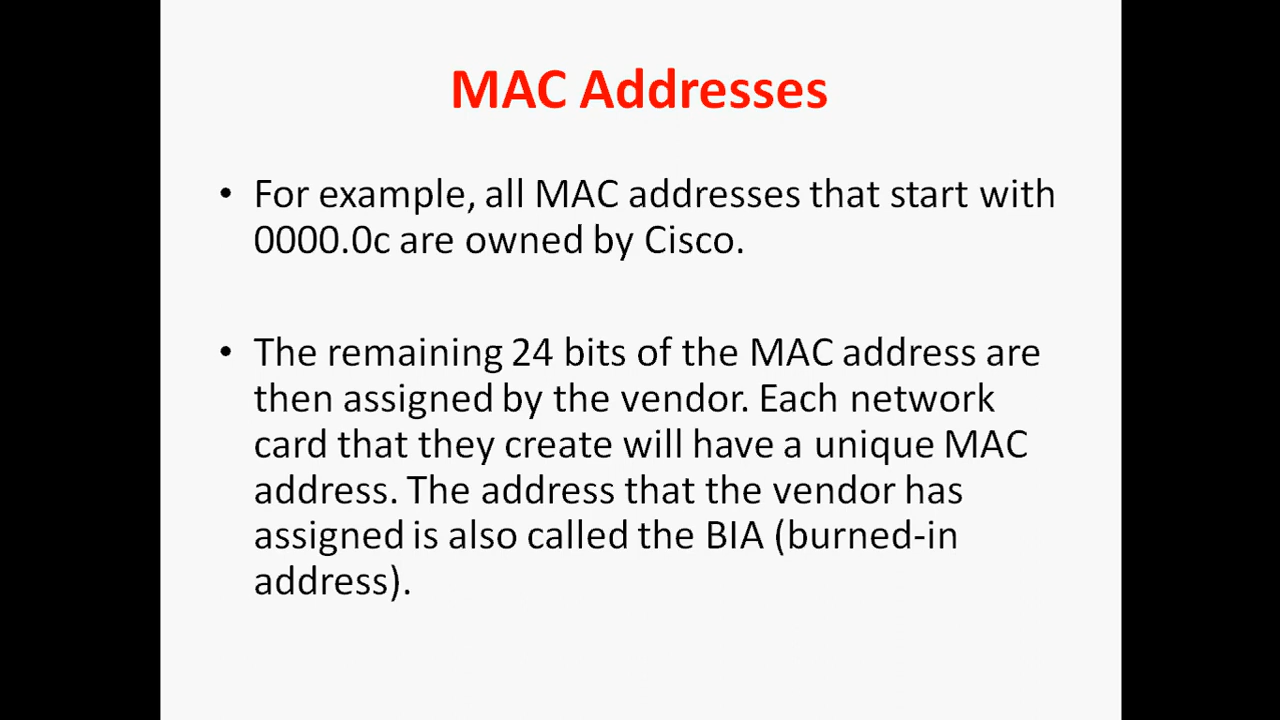 MAC Addresses
• For example, all MAC addresses that start with
0000.0c are owned by Cisco.
• The remaining 24 bits of the MAC address are
then assigned by the vendor. Each network
card that they create will have a unique MAC
address. The address that the vendor has
assigned is also called the BIA (burned-in
address).